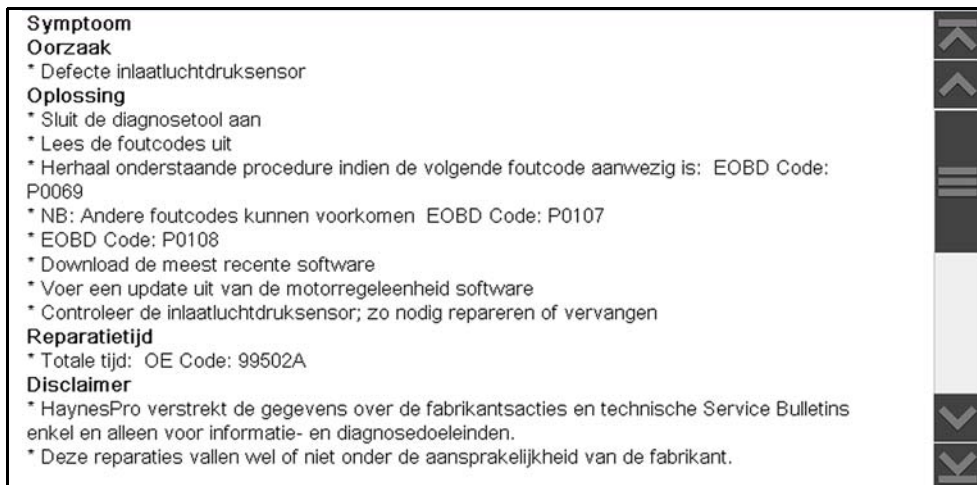 Symptoom
Oorzaak
* Defecte inlaatluchtdruksensor
Oplossing
* Sluit de diagnosetool aan
* Lees de foutcodes uit
* Herhaal onderstaande procedure indien de volgende foutcode aanwezig is:  EOBD Code:
P0069
* NB: Andere foutcodes kunnen voorkomen  EOBD Code: P0107
* EOBD Code: P0108
* Download de meest recente software
* Voer een update uit van de motorregeleenheid software
* Controleer de inlaatluchtdruksensor; zo nodig repareren of vervangen
Reparatietijd
* Totale tijd:  OE Code: 99502A
Disclaimer
* HaynesPro verstrekt de gegevens over de fabrikantsacties en technische Service Bulletins
enkel en alleen voor informatie- en diagnosedoeleinden.
* Deze reparaties vallen wel of niet onder de aansprakelijkheid van de fabrikant.